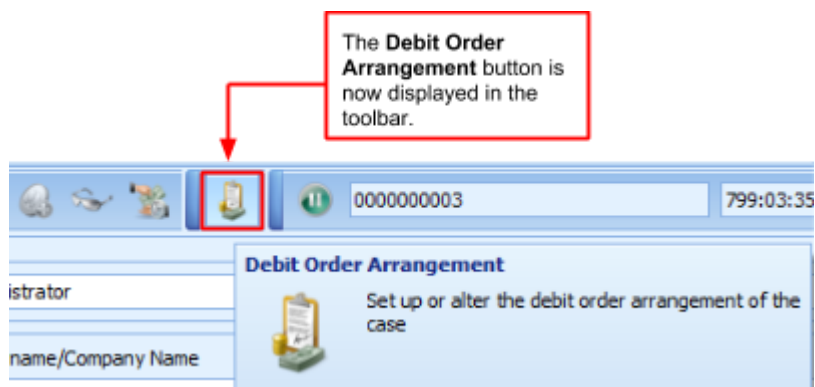 The Debit Order
Arrangement button is
now displayed in the
toolbar.
0000000003
799:03:35
Debit Order Arrangement
istrator
Set up or alter the debit order arrangement of the
case
name/Company Name